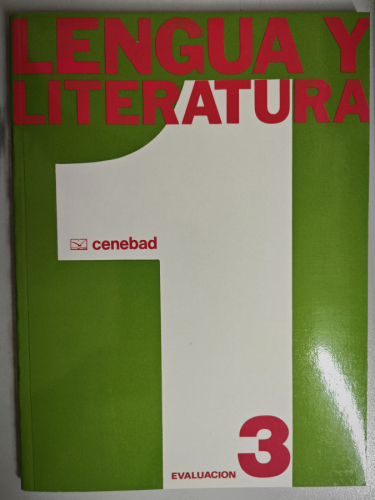 LENGUA Y
LITERATURA
1
cenebad
EVALUACION 3